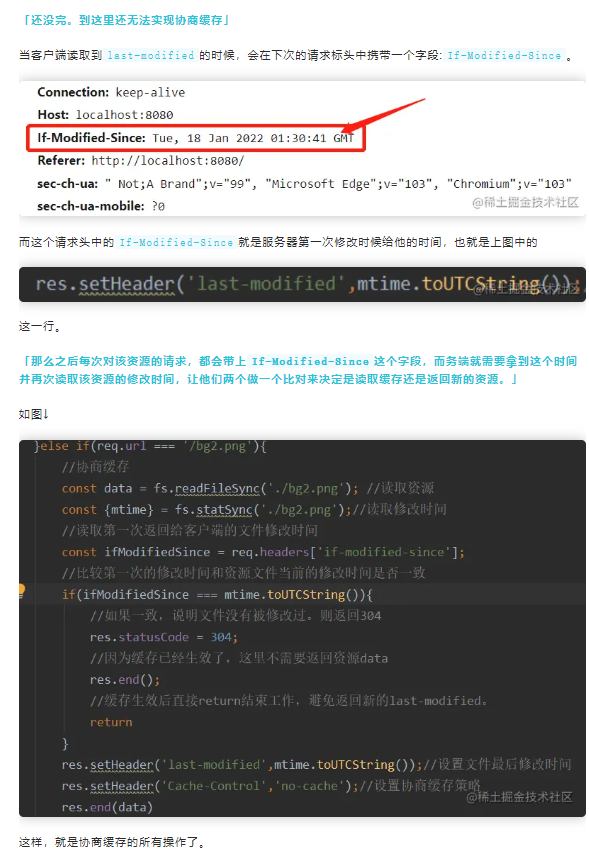 「还没完。到这里还无法实现协商缓存」
当客户端读取到 last-modified 的时候，会在下次的请求标头中携带一个字段: If-Modified-Since 。
Connection: keep-alive
Host: localhost:8080
If-Modified-Since: Tue, 18 Jan 2022 01:30:41 GMT
Referer: http://localhost:8080/
sec-ch-ua: " Not;A Brand";v="99", "Microsoft Edge";v="103", "Chromium";v="103"
sec-ch-ua-mobile: ?0
@稀土掘金技术社区
而这个请求头中的 If-Modified-Since 就是服务器第一次修改时候给他的时间，也就是上图中的
res.setHeader('last-modified',mtime.toUTCString());
@稀土掘金技术社区
这一行。
「那么之后每次对该资源的请求，都会带上 If-Modified-Since 这个字段，而务端就需要拿到这个时间
并再次读取该资源的修改时间，让他们两个做一个比对来决定是读取缓存还是返回新的资源。」
如图↓
}else if(req.url === '/bg2.png'){
//协商缓存
const data = fs.readFileSync('./bg2.png'); //读取资源
const {mtime} = fs.statSync('./bg2.png');//读取修改时间
//读取第一次返回给客户端的文件修改时间
const ifModifiedSince = req.headers['if-modified-since'];
//比较第一次的修改时间和资源文件当前的修改时间是否一致
if(ifModifiedSince === mtime.toUTCString()){
//如果一致，说明文件没有被修改过。则返回304
res.statusCode = 304;
//因为缓存已经生效了，这里不需要返回资源data
res.end();
//缓存生效后直接return结束工作，避免返回新的last-modified。
return
}
res.setHeader('last-modified',mtime.toUTCString());//设置文件最后修改时间
res.setHeader('Cache-Control','no-cache');//设置协商缓存策略
res.end(data)
@稀土掘金技术社区
这样，就是协商缓存的所有操作了。